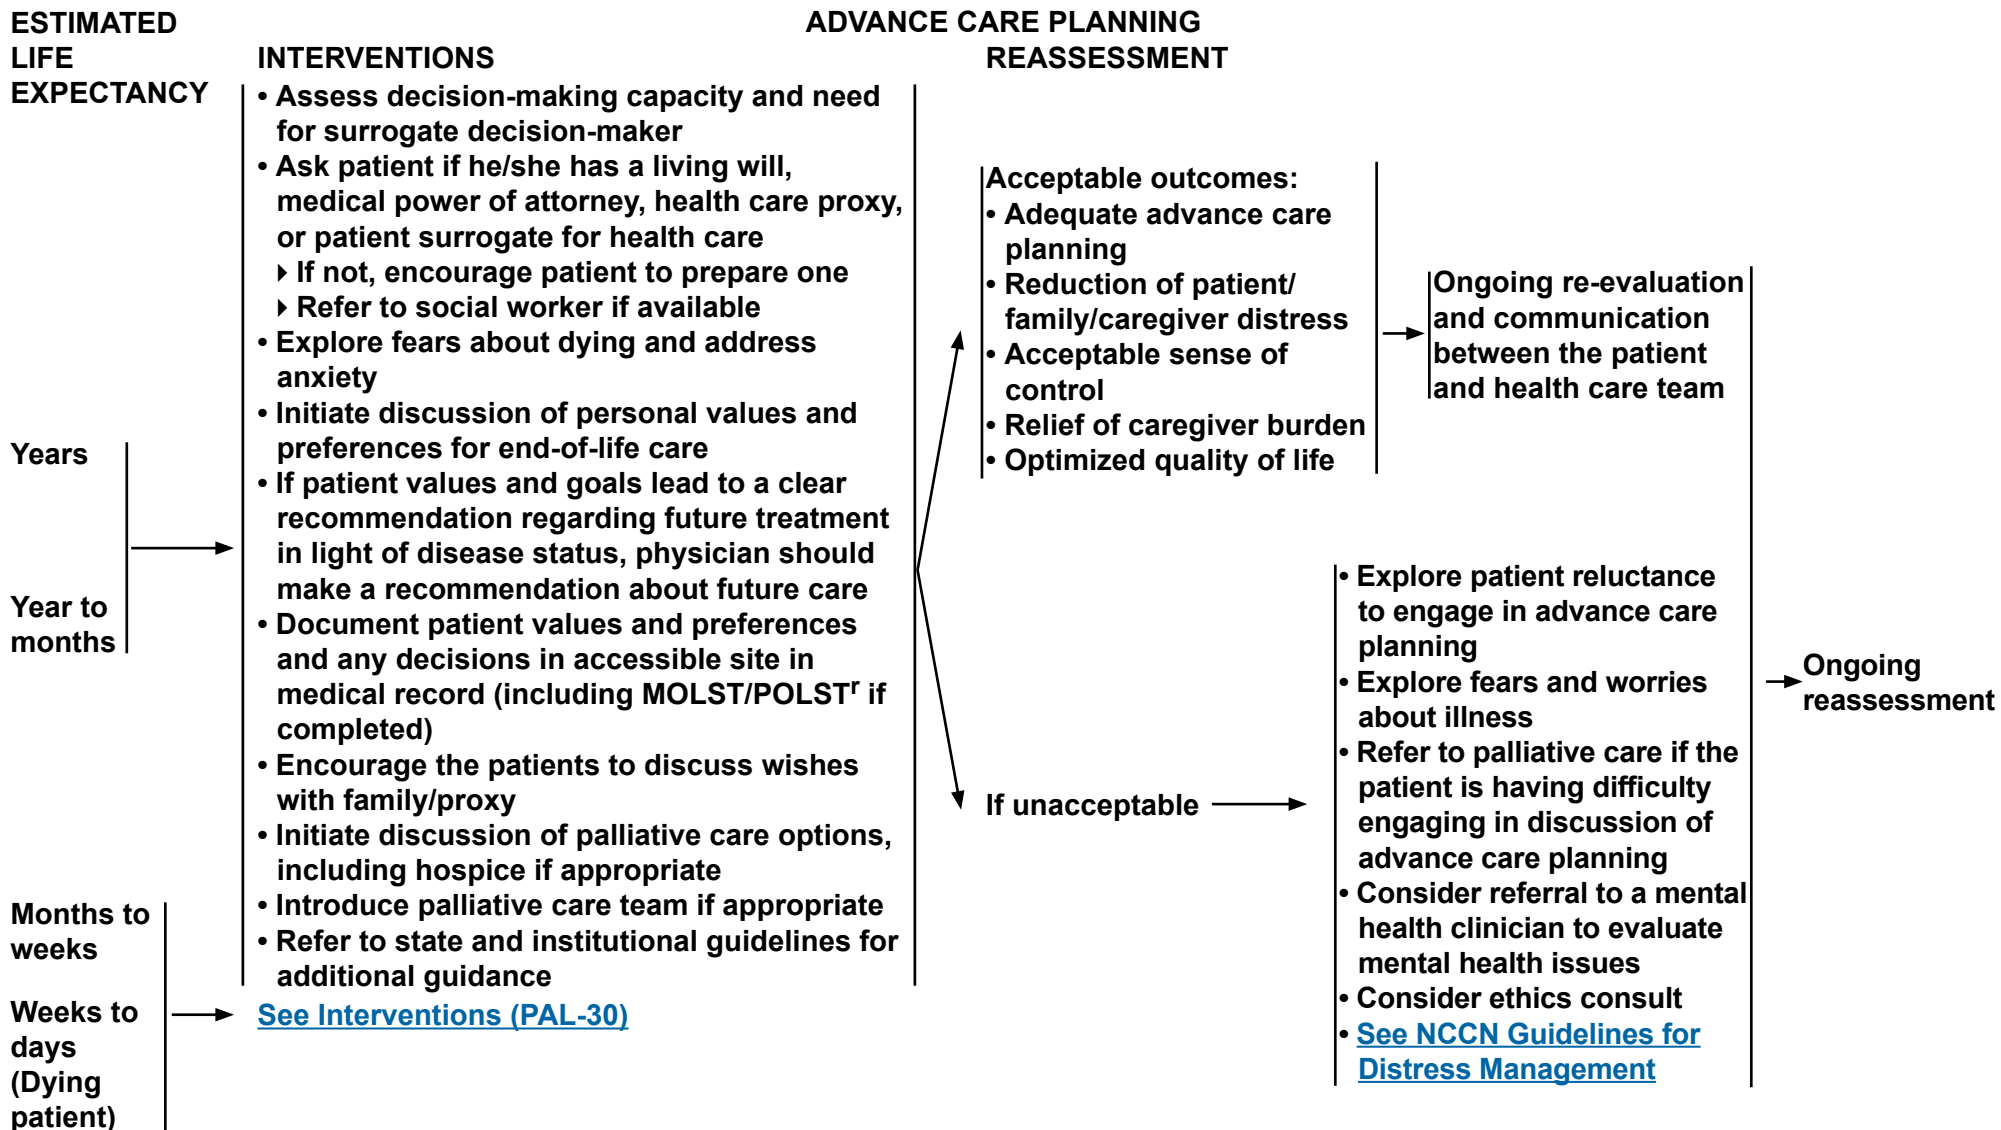 ADVANCE CARE PLANNING
ESTIMATED
LIFE
EXPECTANCY
INTERVENTIONS
REASSESSMENT
Years
Year to
months
• Assess decision-making capacity and need
for surrogate decision-maker
• Ask patient if he/she has a living will,
medical power of attorney, health care proxy,
or patient surrogate for health care
‣ If not, encourage patient to prepare one
‣ Refer to social worker if available
• Explore fears about dying and address
anxiety
• Initiate discussion of personal values and
preferences for end-of-life care
• If patient values and goals lead to a clear
recommendation regarding future treatment
in light of disease status, physician should
make a recommendation about future care
• Document patient values and preferences
and any decisions in accessible site in
medical record (including MOLST/POLSTʳ if
completed)
• Encourage the patients to discuss wishes
with family/proxy
• Initiate discussion of palliative care options,
including hospice if appropriate
• Introduce palliative care team if appropriate
• Refer to state and institutional guidelines for
additional guidance
Acceptable outcomes:
• Adequate advance care
planning
• Reduction of patient/
family/caregiver distress
• Acceptable sense of
control
• Relief of caregiver burden
• Optimized quality of life
Ongoing re-evaluation
and communication
between the patient
and health care team
If unacceptable
• Explore patient reluctance
to engage in advance care
planning
• Explore fears and worries
about illness
• Refer to palliative care if the
patient is having difficulty
engaging in discussion of
advance care planning
• Consider referral to a mental
health clinician to evaluate
mental health issues
• Consider ethics consult
• See NCCN Guidelines for
Distress Management
Ongoing
reassessment
Months to
weeks
Weeks to
days
(Dying
patient)
See Interventions (PAL-30)